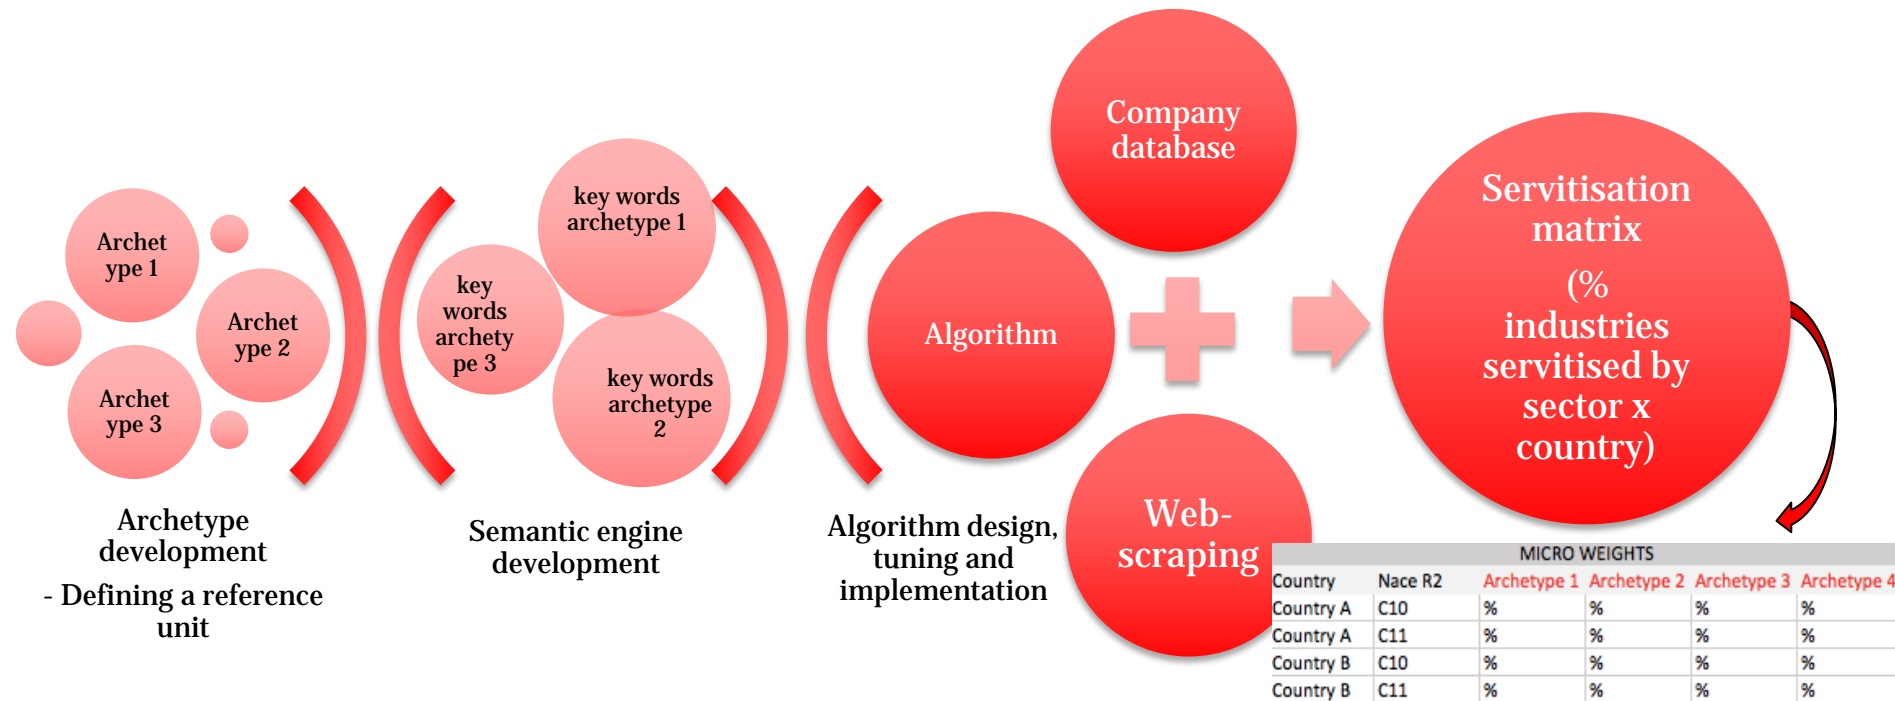 Archet
ype 1
Archet
ype 2
Archet
ype 3
Archetype
development
- Defining a reference
unit
key words
archetype 1
key
words
archety
pe 3
key words
archetype
2
Semantic engine
development
Algorithm
Algorithm design,
tuning and
implementation
Company
database
Web-
scraping
Servitisation
matrix
(%
industries
servitised by
sector x
country)
MICRO WEIGHTS
Country Nace R2 Archetype 1 Archetype 2 Archetype 3 Archetype 4
Country A C10 % % % %
Country A C11 % % % %
Country B C10 % % % %
Country B C11 % % % %